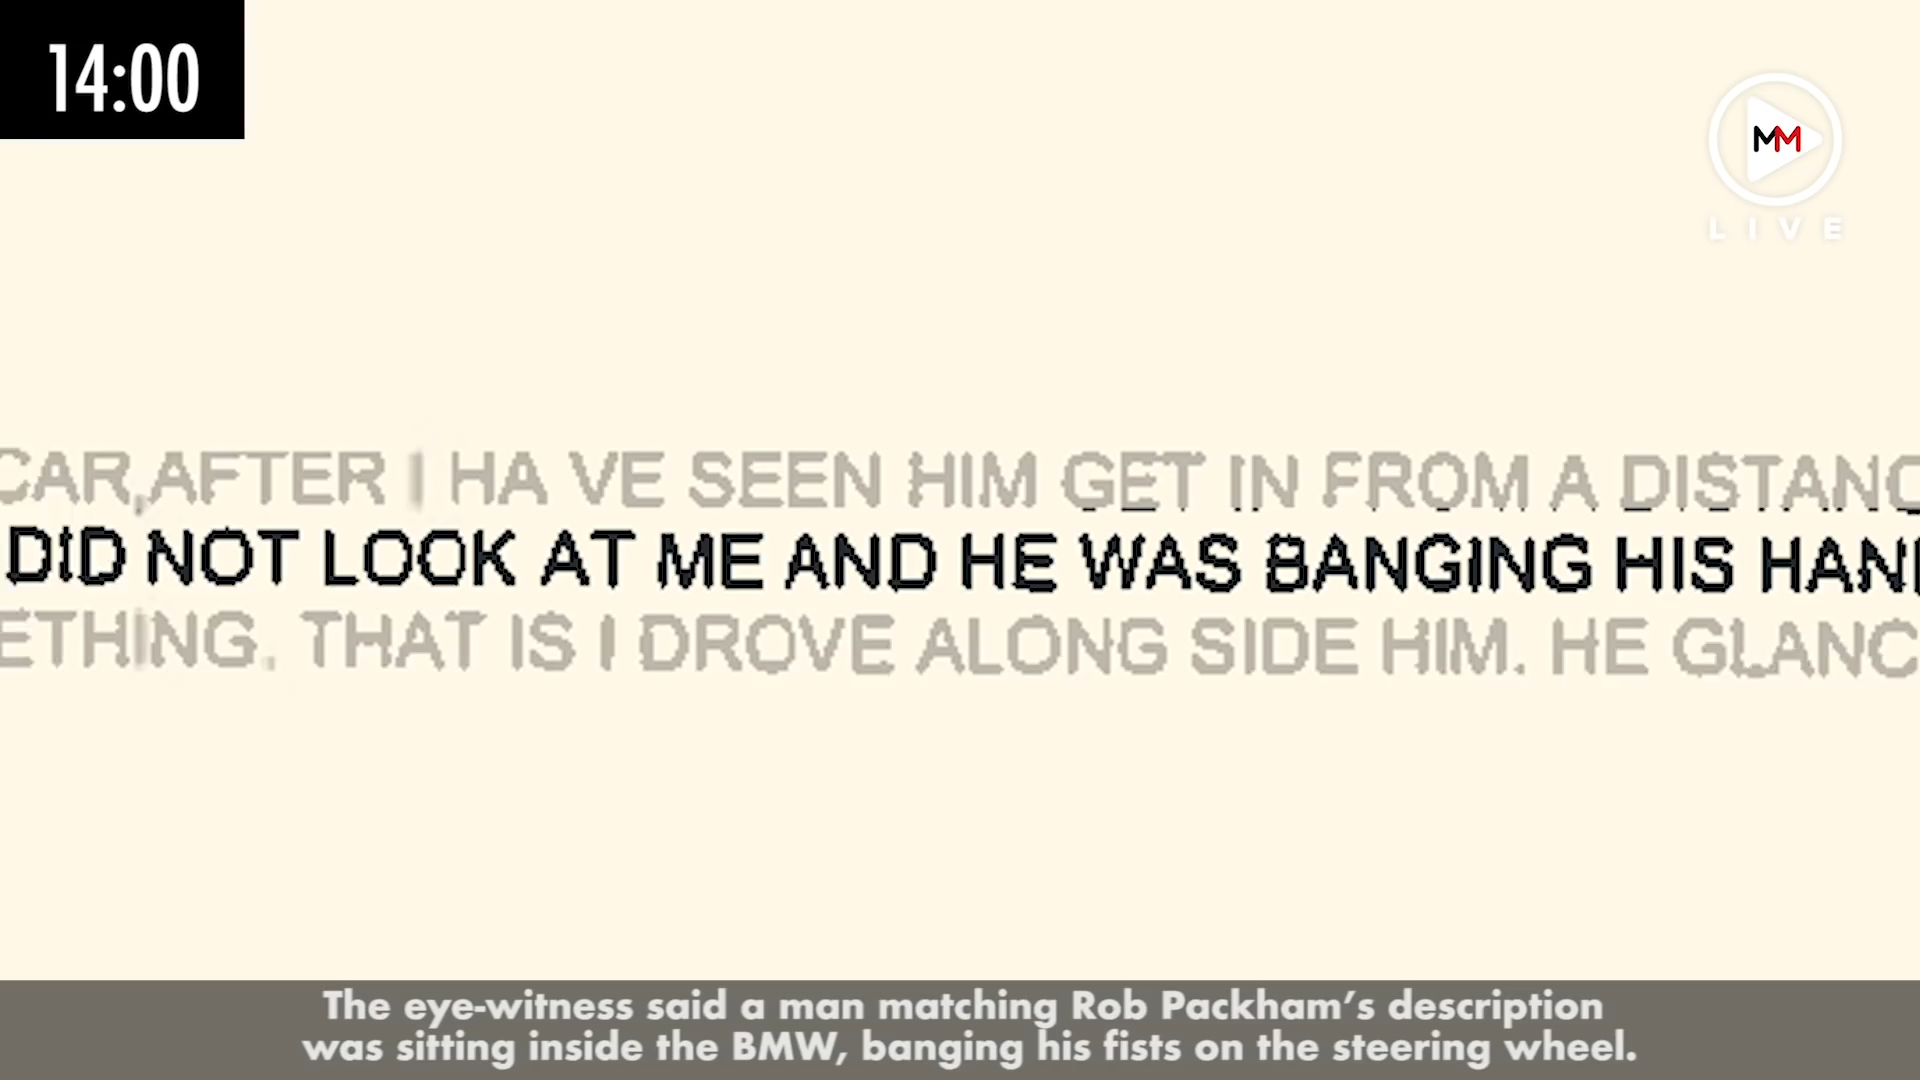 14:00
MM
LIVE
CAR,AFTER I HA VE SEEN HIM GET IN FROM A DISTANC
DID NOT LOOK AT ME AND HE WAS BANGING HIS HAN
ETHING. THAT IS I DROVE ALONG SIDE HIM. HE GLANC
The eye-witness said a man matching Rob Packham’s description
was sitting inside the BMW, banging his fists on the steering wheel.